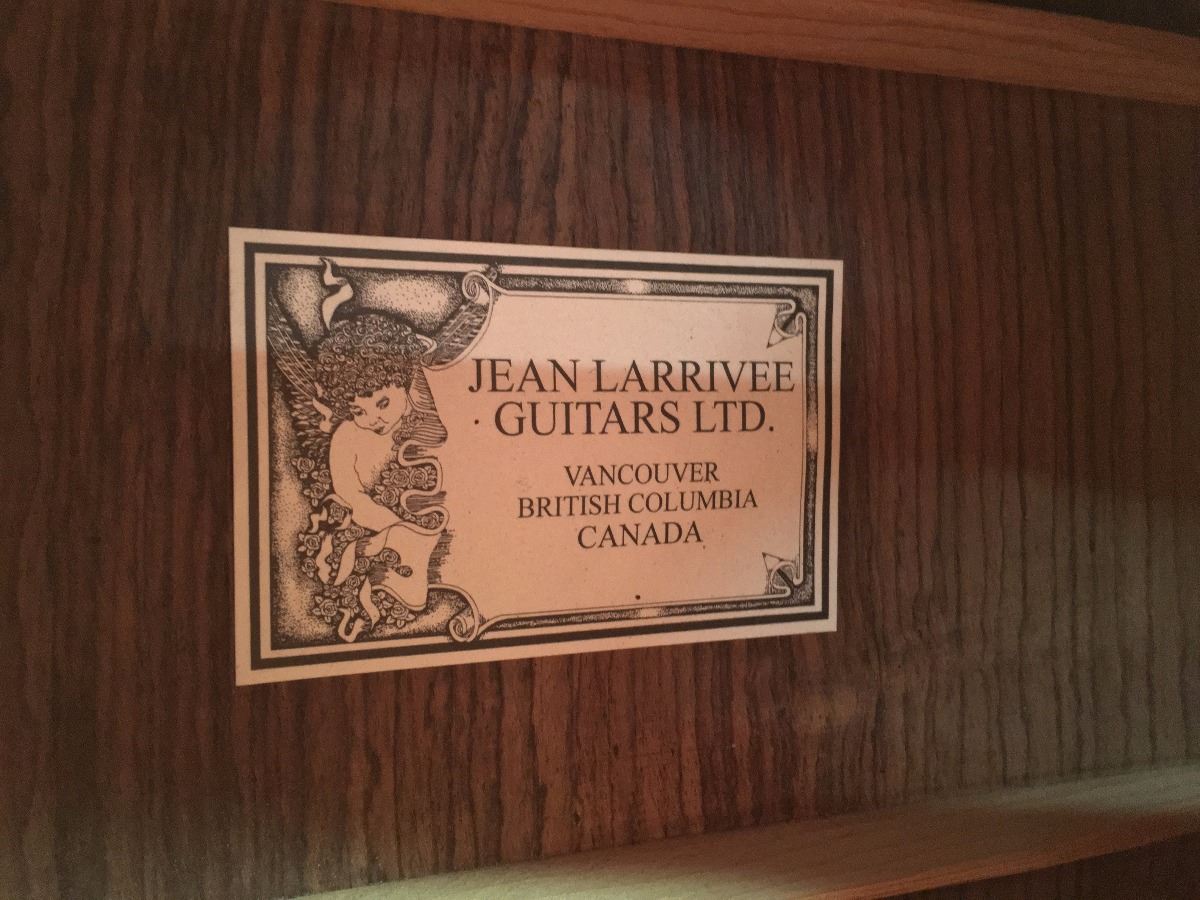 JEAN LARRIVEE
GUITARS LTD.
VANCOUVER
BRITISH COLUMBIA
CANADA